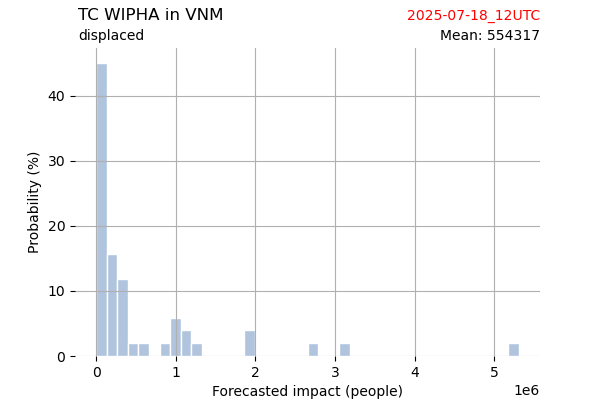 TC WIPHA in VNM
2025-07-18_12UTC
displaced
Mean: 554317
Probability (%)
40
30
20
10
0
0 1 2 3 4 5
1e6
Forecasted impact (people)